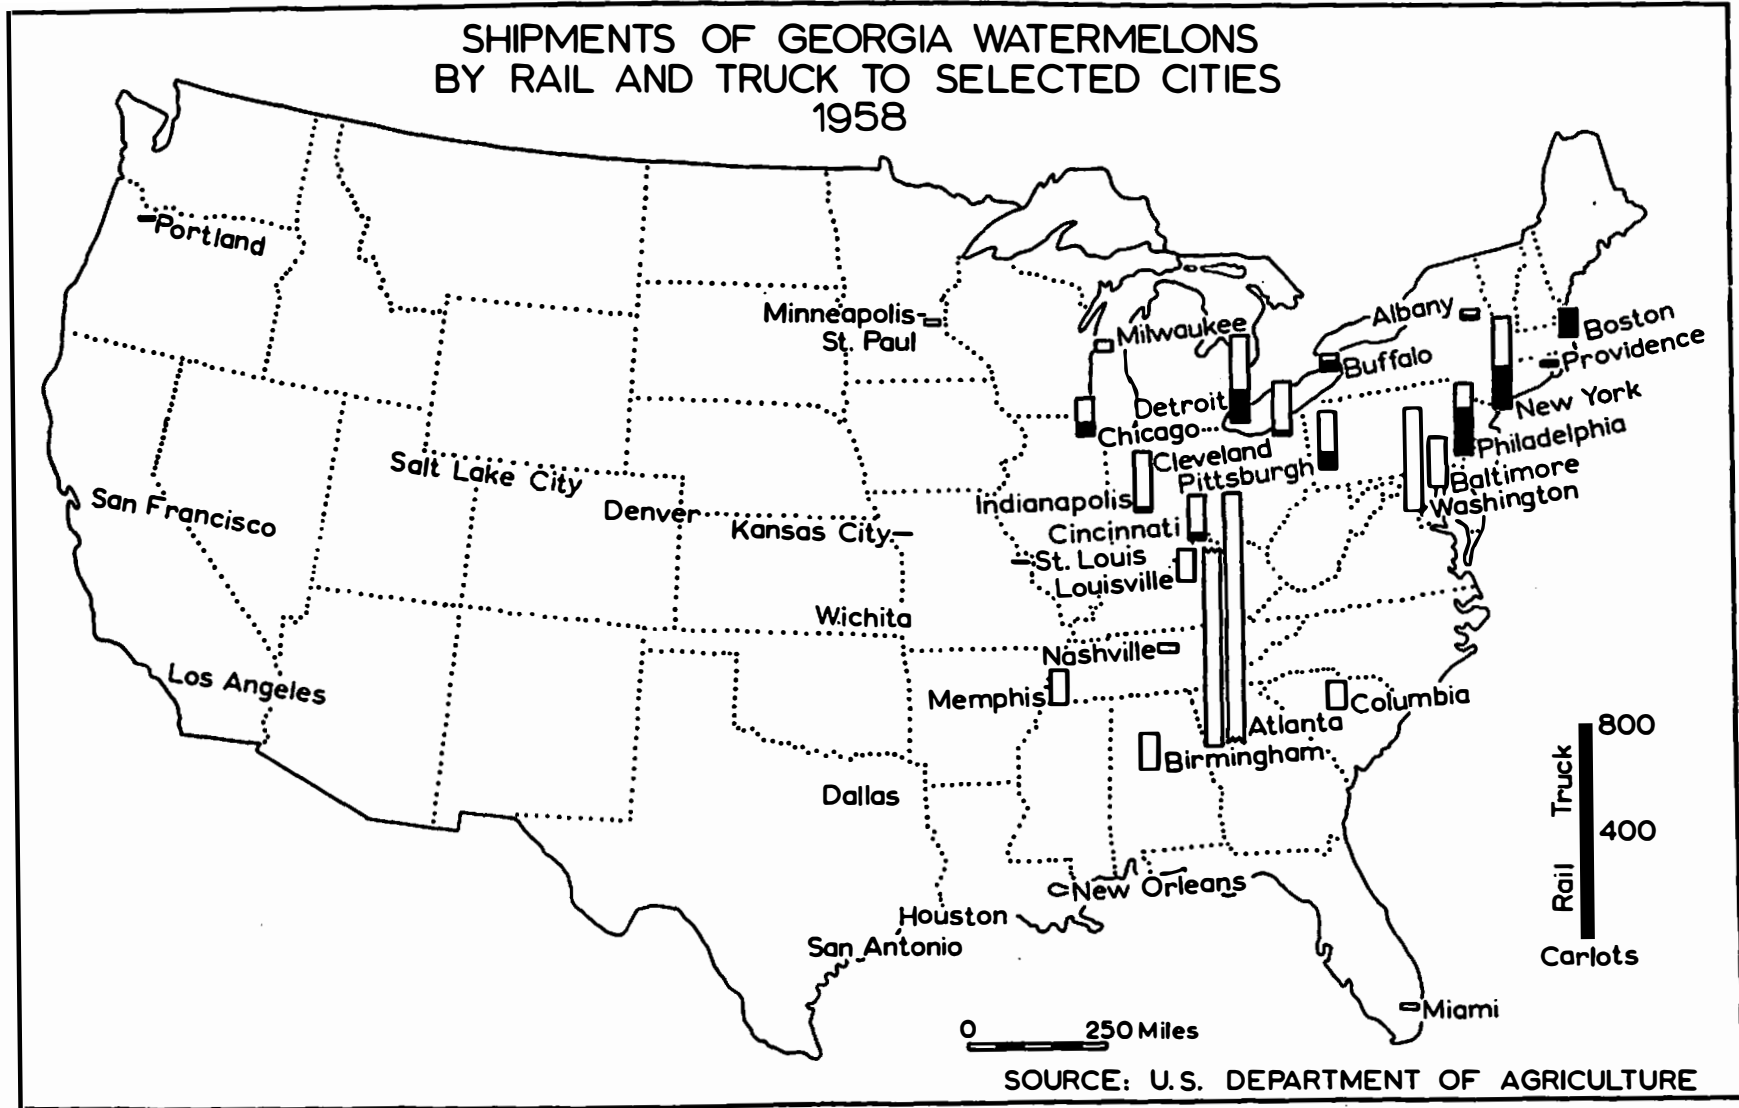 SHIPMENTS OF GEORGIA WATERMELONS
BY RAIL AND TRUCK TO SELECTED CITIES
1958
Portland
Minneapolis-
St. Paul
Milwaukee
Albany
Boston
Providence
Buffalo
Detroit
Chicago
New York
Philadelphia
Cleveland
Pittsburgh
Baltimore
Washington
Salt Lake City
San Francisco
Denver
Kansas City
Indianapolis
Cincinnati
St. Louis
Louisville
Wichita
Nashville
Los Angeles
Memphis
Columbia
Atlanta
Birmingham
Dallas
New Orleans
Houston
San Antonio
Miami
800
Truck
400
Rail
Carlots
0 250 Miles
SOURCE: U.S. DEPARTMENT OF AGRICULTURE